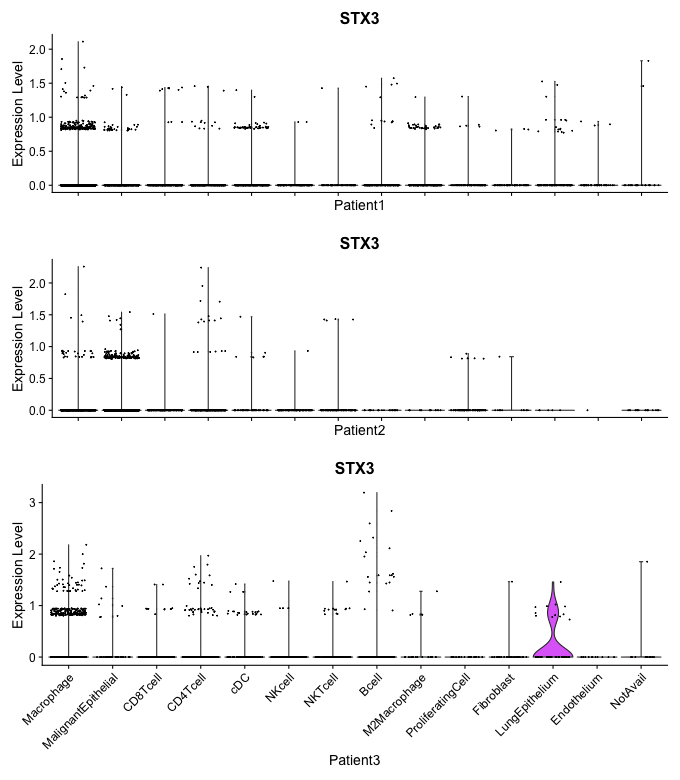 STX3
Expression Level
2.0
1.5
1.0
0.5
0.0
Patient1
STX3
Expression Level
2.0
1.5
1.0
0.5
0.0
Patient2
STX3
Expression Level
3
2
1
0
Macrophage
MalignantEpithelial
CD8Tcell
CD4Tcell
cDC
NKcell
NKTcell
Bcell
M2Macrophage
ProliferatingCell
Fibroblast
LungEpithelium
Endothelium
NotAvail
Patient3